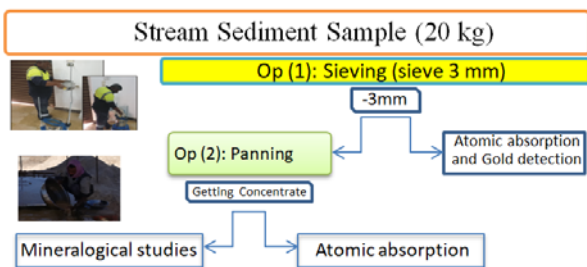 Stream Sediment Sample (20 kg)
Op (1): Sieving (sieve 3 mm)
-3mm
Op (2): Panning
Atomic absorption
and Gold detection
Getting Concentrate
Mineralogical studies
Atomic absorption